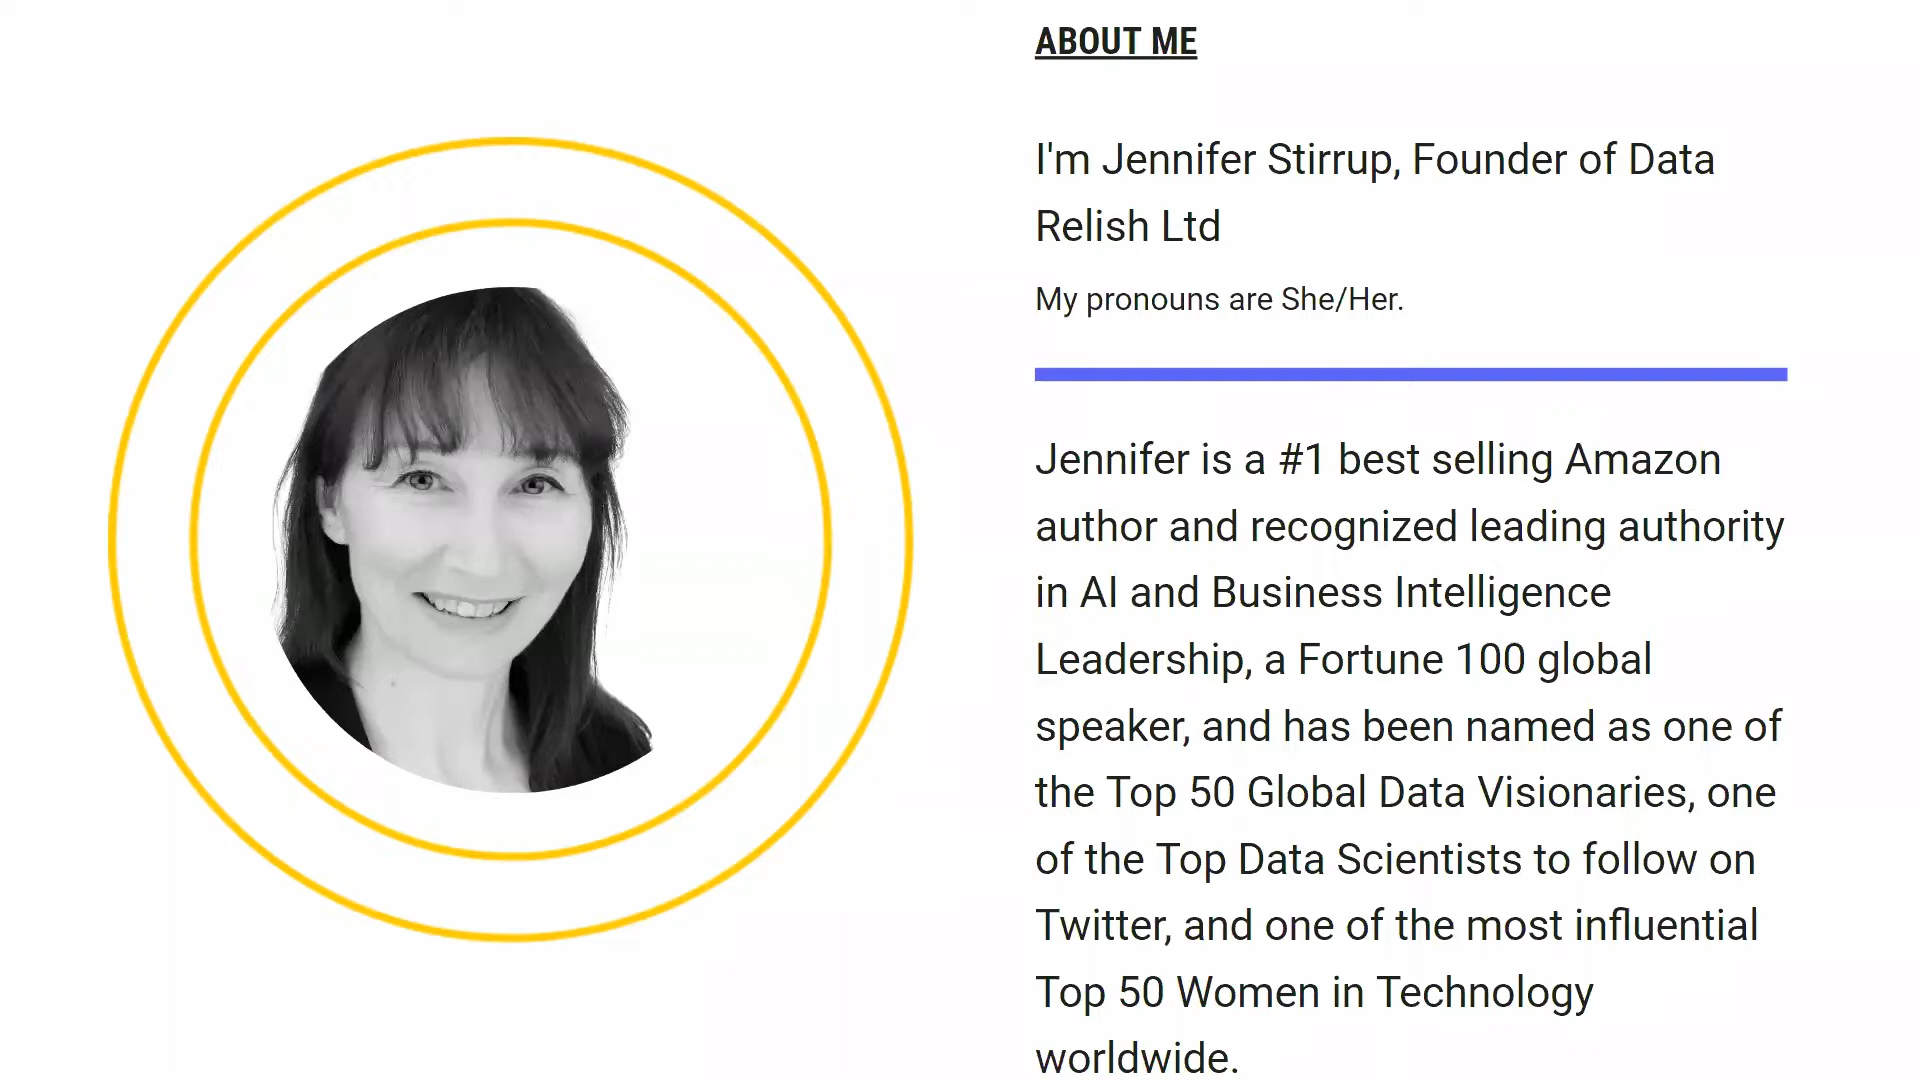 ABOUT ME
I'm Jennifer Stirrup, Founder of Data
Relish Ltd
My pronouns are She/Her.
Jennifer is a #1 best selling Amazon
author and recognized leading authority
in AI and Business Intelligence
Leadership, a Fortune 100 global
speaker, and has been named as one of
the Top 50 Global Data Visionaries, one
of the Top Data Scientists to follow on
Twitter, and one of the most influential
Top 50 Women in Technology
worldwide.